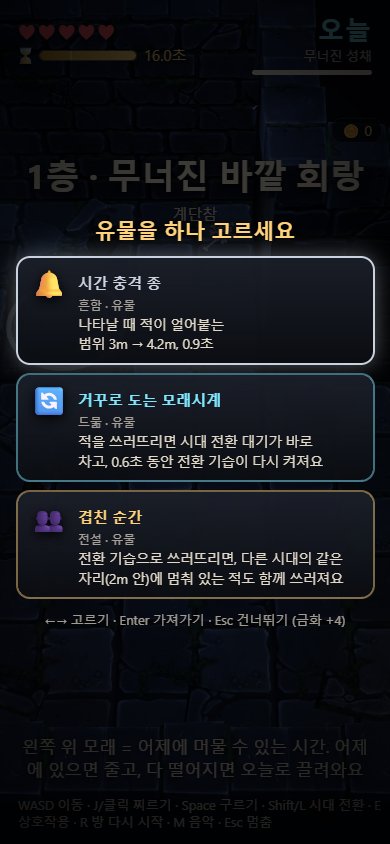 오늘
16.0초
무너진 성채
0
1층 · 무너진 바깥 회랑
계단참
유물을 하나 고르세요
시간 충격 종
흔함 · 유물
나타날 때 적이 얼어붙는
범위 3m → 4.2m, 0.9초
거꾸로 도는 모래시계
드묾 · 유물
적을 쓰러뜨리면 시대 전환 대기가 바로
차고, 0.6초 동안 전환 기습이 다시 켜져요
겹친 순간
전설 · 유물
전환 기습으로 쓰러뜨리면, 다른 시대의 같은
자리(2m 안)에 멈춰 있는 적도 함께 쓰러져요
←→ 고르기 · Enter 가져가기 · Esc 건너뛰기 (금화 +4)
왼쪽 위 모래 = 어제에 머물 수 있는 시간. 어제
에 있으면 줄고, 다 떨어지면 오늘로 끌려와요
WASD 이동 · J/클릭 찌르기 · Space 구르기 · Shift/L 시대 전환 · E
상호작용 · R 방 다시 시작 · M 음악 · Esc 멈춤